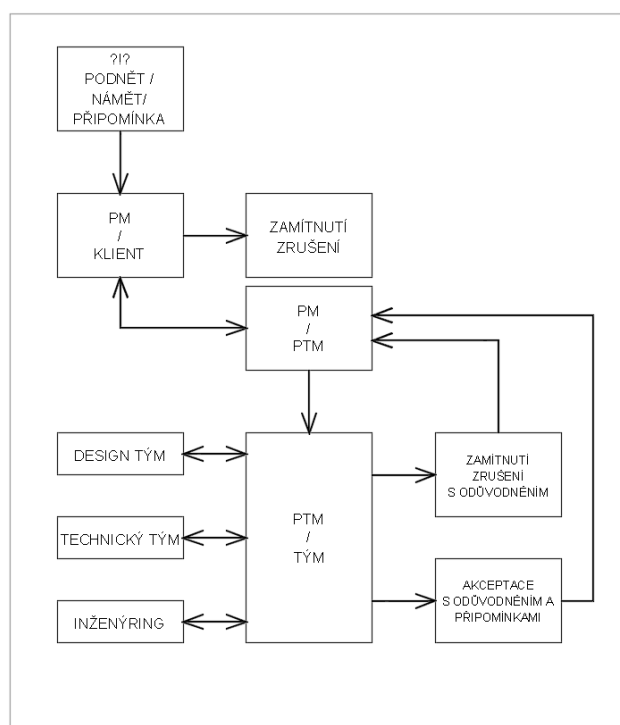 ?!?
PODNĚT /
NÁMĚT/
PŘIPOMÍNKA
PM
/
KLIENT
ZAMÍTNUTÍ
ZRUŠENÍ
PM
/
PTM
DESIGN TÝM
TECHNICKÝ TÝM
INŽENÝRING
PTM
/
TÝM
ZAMÍTNUTÍ
ZRUŠENÍ
S ODŮVODNĚNÍM
AKCEPTACE
S ODŮVODNĚNÍM A
PŘIPOMÍNKAMI